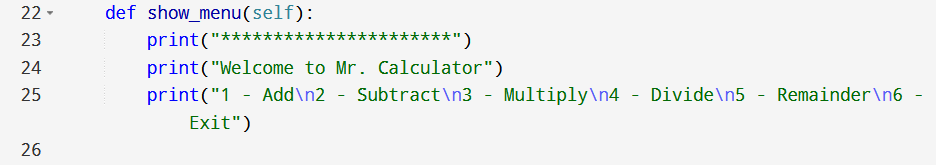 22 def show_menu(self):
23 print("**********************")
24 print("Welcome to Mr. Calculator")
25 print("1 - Add\n2 - Subtract\n3 - Multiply\n4 - Divide\n5 - Remainder\n6 -
Exit")
26